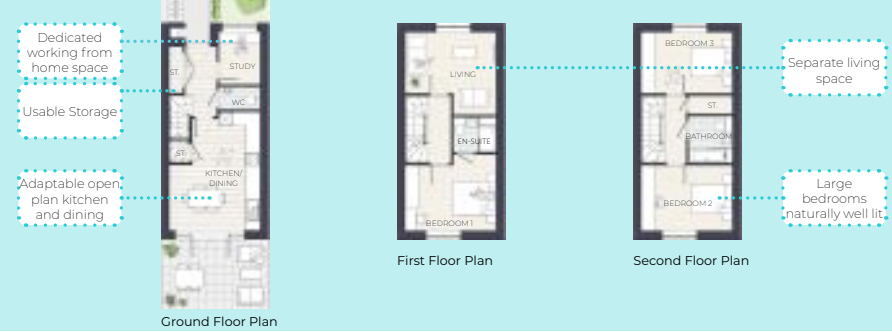 Dedicated
working from
home space
Usable Storage
Adaptable open
plan kitchen
and dining
ST.
STUDY
WC
ST.
KITCHEN/
DINING
Ground Floor Plan
LIVING
EN-SUITE
BEDROOM 1
First Floor Plan
BEDROOM 3
ST.
BATHROOM
BEDROOM 2
Second Floor Plan
Separate living
space
Large
bedrooms
naturally well lit